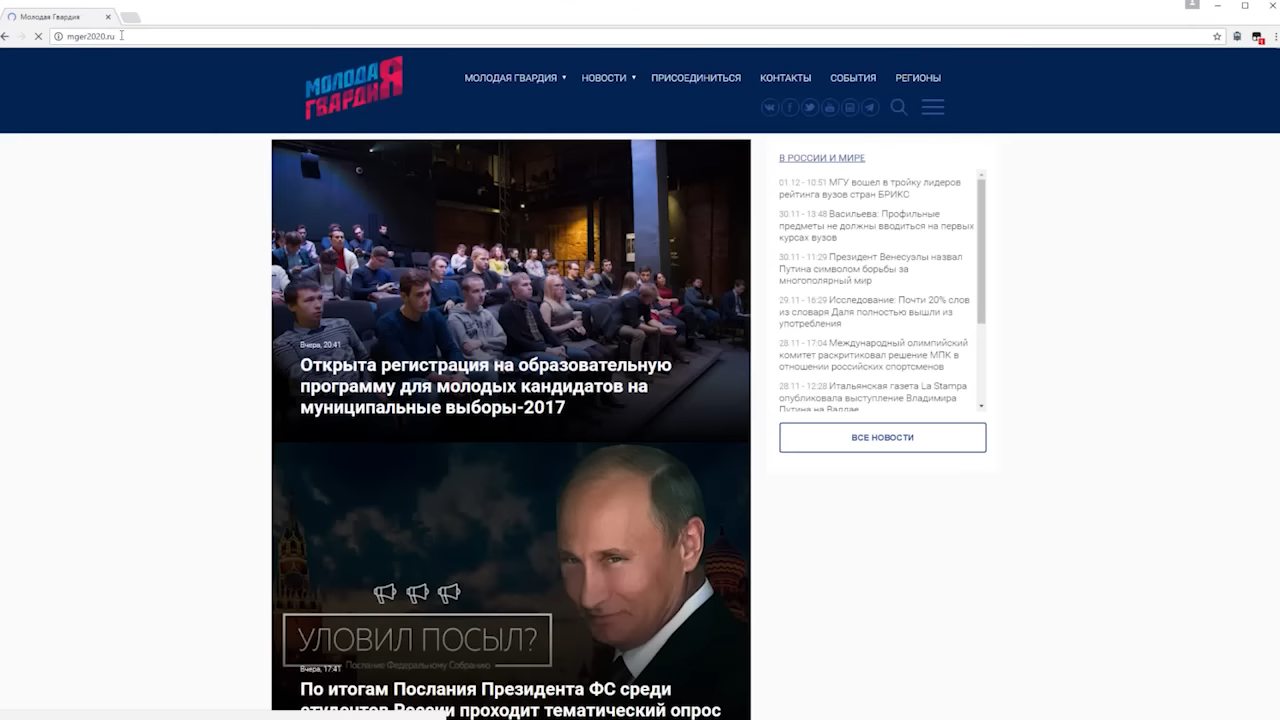 Молодая Гвардия
mger2020.ru
МОЛОДАЯ
ГВАРДИЯ
МОЛОДАЯ ГВАРДИЯ
НОВОСТИ
ПРИСОЕДИНИТЬСЯ
КОНТАКТЫ
СОБЫТИЯ
РЕГИОНЫ
Вчера, 20:41
Открыта регистрация на образовательную
программу для молодых кандидатов на
муниципальные выборы-2017
УЛОВИЛ ПОСЫЛ?
Послание Федеральному Собранию
Вчера, 17:41
По итогам Послания Президента ФС среди
студентов России проходит тематический опрос
В РОССИИ И МИРЕ
01.12 - 10:51 МГУ вошел в тройку лидеров
рейтинга вузов стран БРИКС
30.11 - 13:48 Васильева: Профильные
предметы не должны вводиться на первых
курсах вузов
30.11 - 11:29 Президент Венесуэлы назвал
Путина символом борьбы за
многополярный мир
29.11 - 16:29 Исследование: Почти 20% слов
из словаря Даля полностью вышли из
употребления
28.11 - 17:04 Международный олимпийский
комитет раскритиковал решение МПК в
отношении российских спортсменов
28.11 - 12:28 Итальянская газета La Stampa
опубликовала выступление Владимира
Путина на Валдае
ВСЕ НОВОСТИ